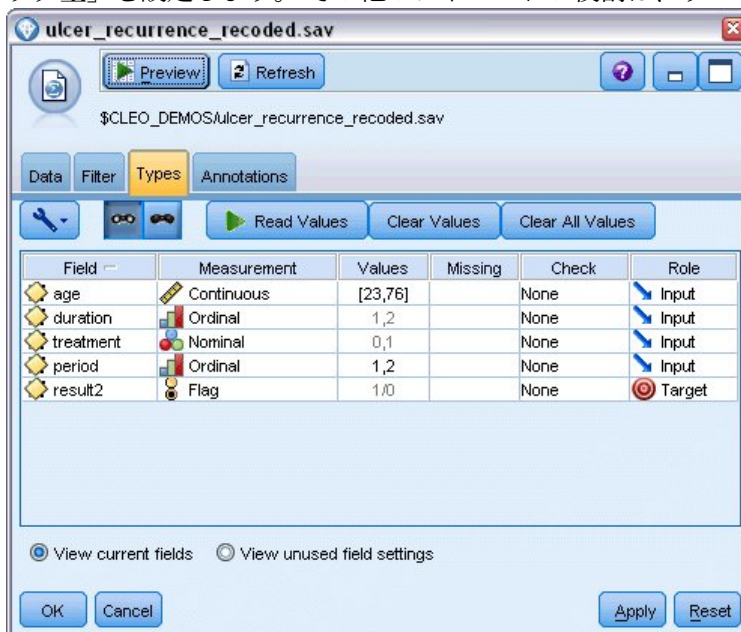 ulcer_recurrence_recoded.sav
Preview Refresh
$CLEO_DEMOS/ulcer_recurrence_recoded.sav
Data Filter Types Annotations
Read Values Clear Values Clear All Values
Field Measurement Values Missing Check Role
age Continuous [23,76] None Input
duration Ordinal 1,2 None Input
treatment Nominal 0,1 None Input
period Ordinal 1,2 None Input
result2 Flag 1/0 None Target
View current fields View unused field settings
OK Cancel Apply Reset